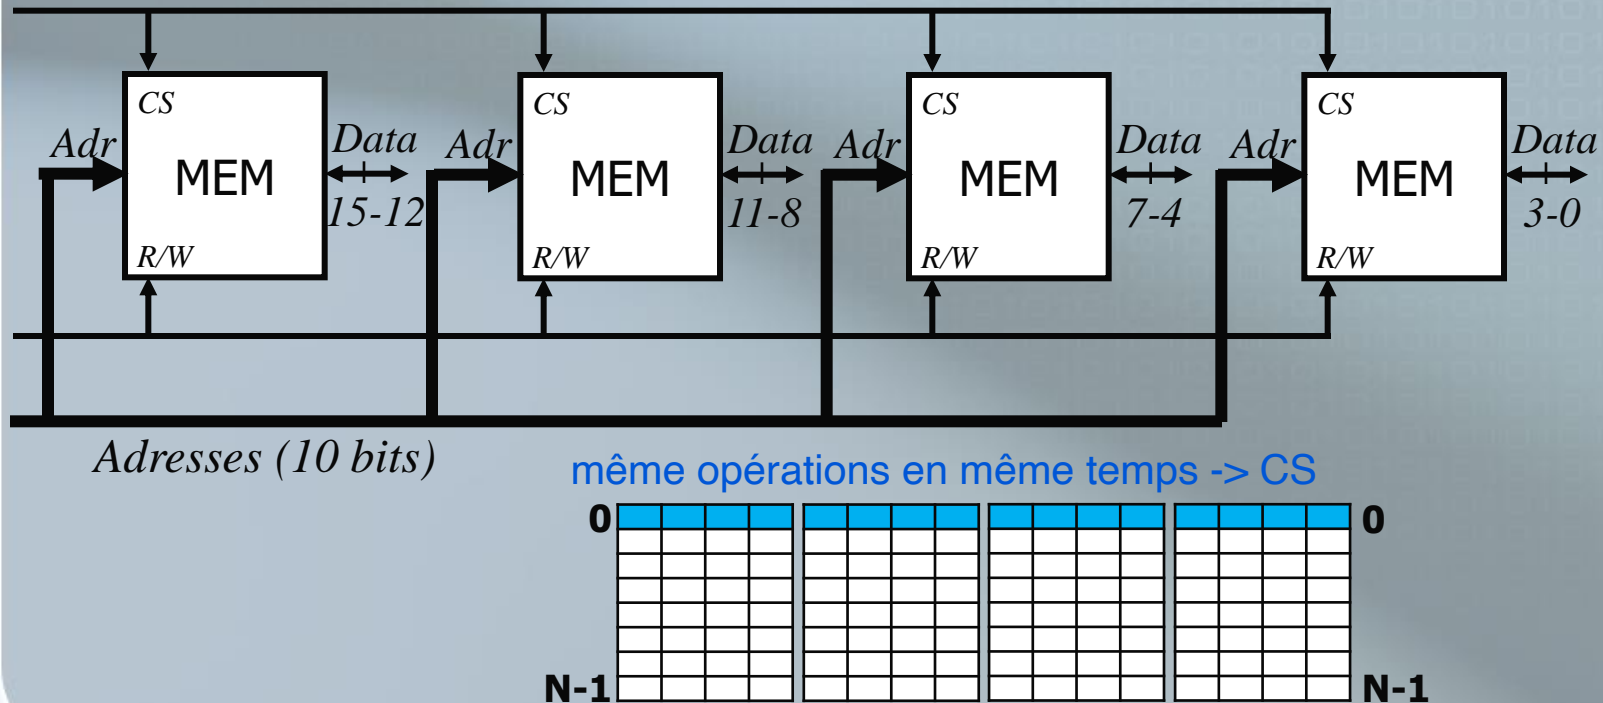 CS CS CS CS
Adr Data Adr Data Adr Data Adr Data
MEM MEM MEM MEM
15-12 11-8 7-4 3-0
R/W R/W R/W R/W
Adresses (10 bits)
même opérations en même temps -> CS
0 0
N-1 N-1